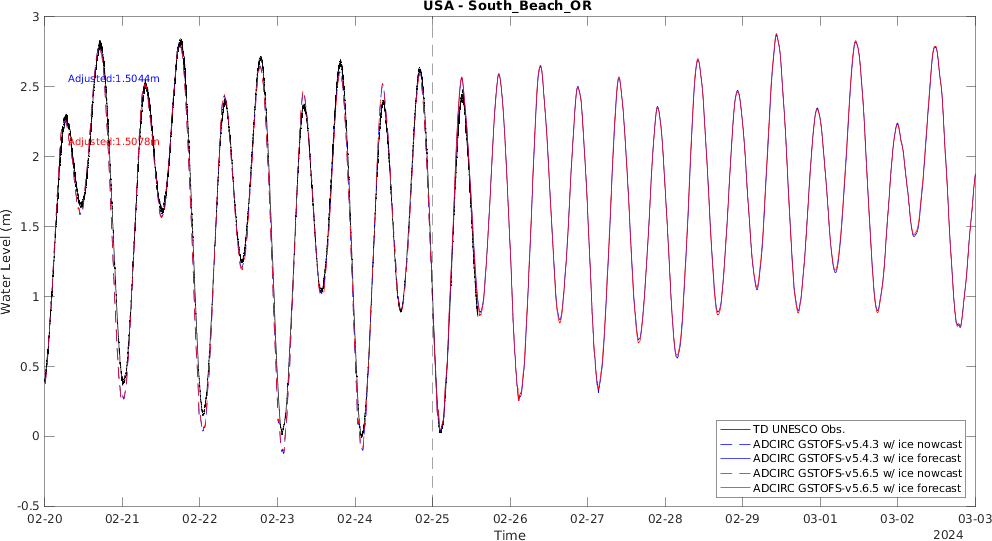 USA - South_Beach_OR
3
2.5
2
1.5
1
0.5
0
-0.5
Water Level (m)
Adjusted:1.5044m
Adjusted:1.5078m
TD UNESCO Obs.
ADCIRC GSTOFS-v5.4.3 w/ ice nowcast
ADCIRC GSTOFS-v5.4.3 w/ ice forecast
ADCIRC GSTOFS-v5.6.5 w/ ice nowcast
ADCIRC GSTOFS-v5.6.5 w/ ice forecast
02-20 02-21 02-22 02-23 02-24 02-25 02-26 02-27 02-28 02-29 03-01 03-02 03-03
Time
2024